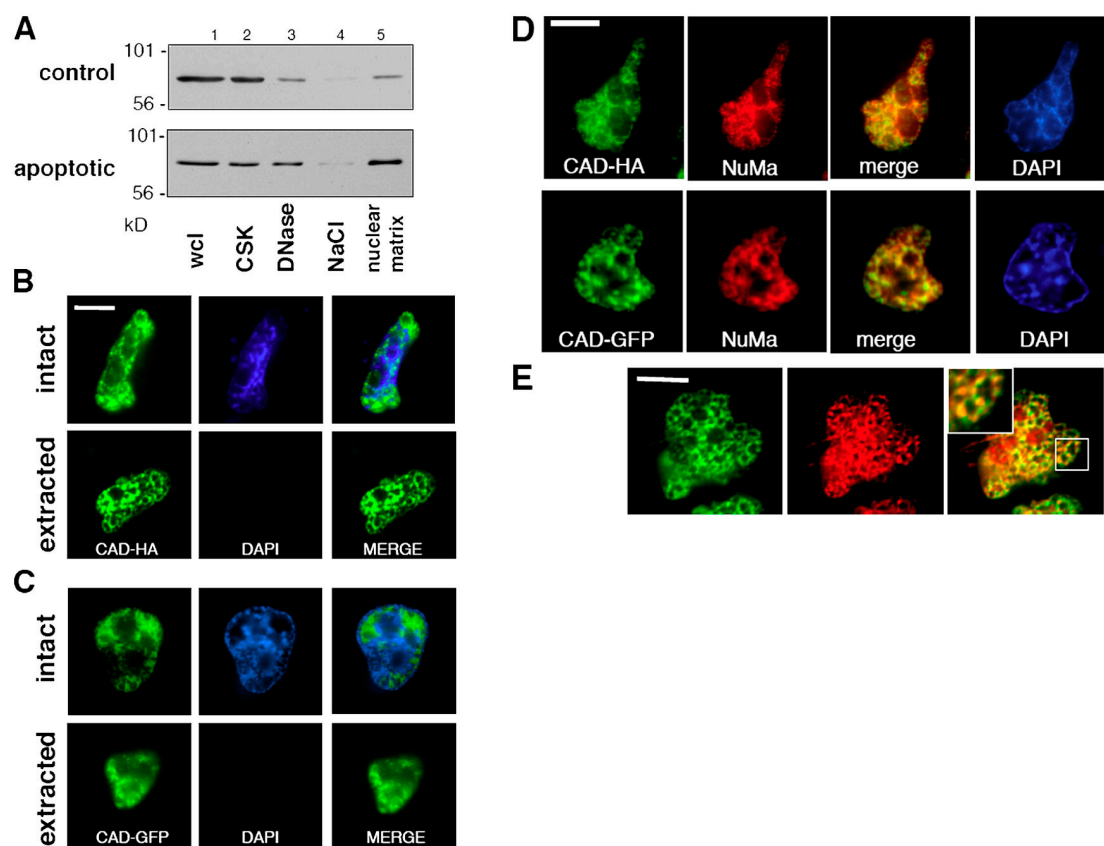 A
1 2 3 4 5
control
101 -
56 -
apoptotic
101 -
56 -
kD
wcl
CSK
DNase
NaCl
nuclear
matrix
B
intact
extracted
CAD-HA
DAPI
MERGE
C
intact
extracted
CAD-GFP
DAPI
MERGE
D
CAD-HA
NuMa
merge
DAPI
CAD-GFP
NuMa
merge
DAPI
E